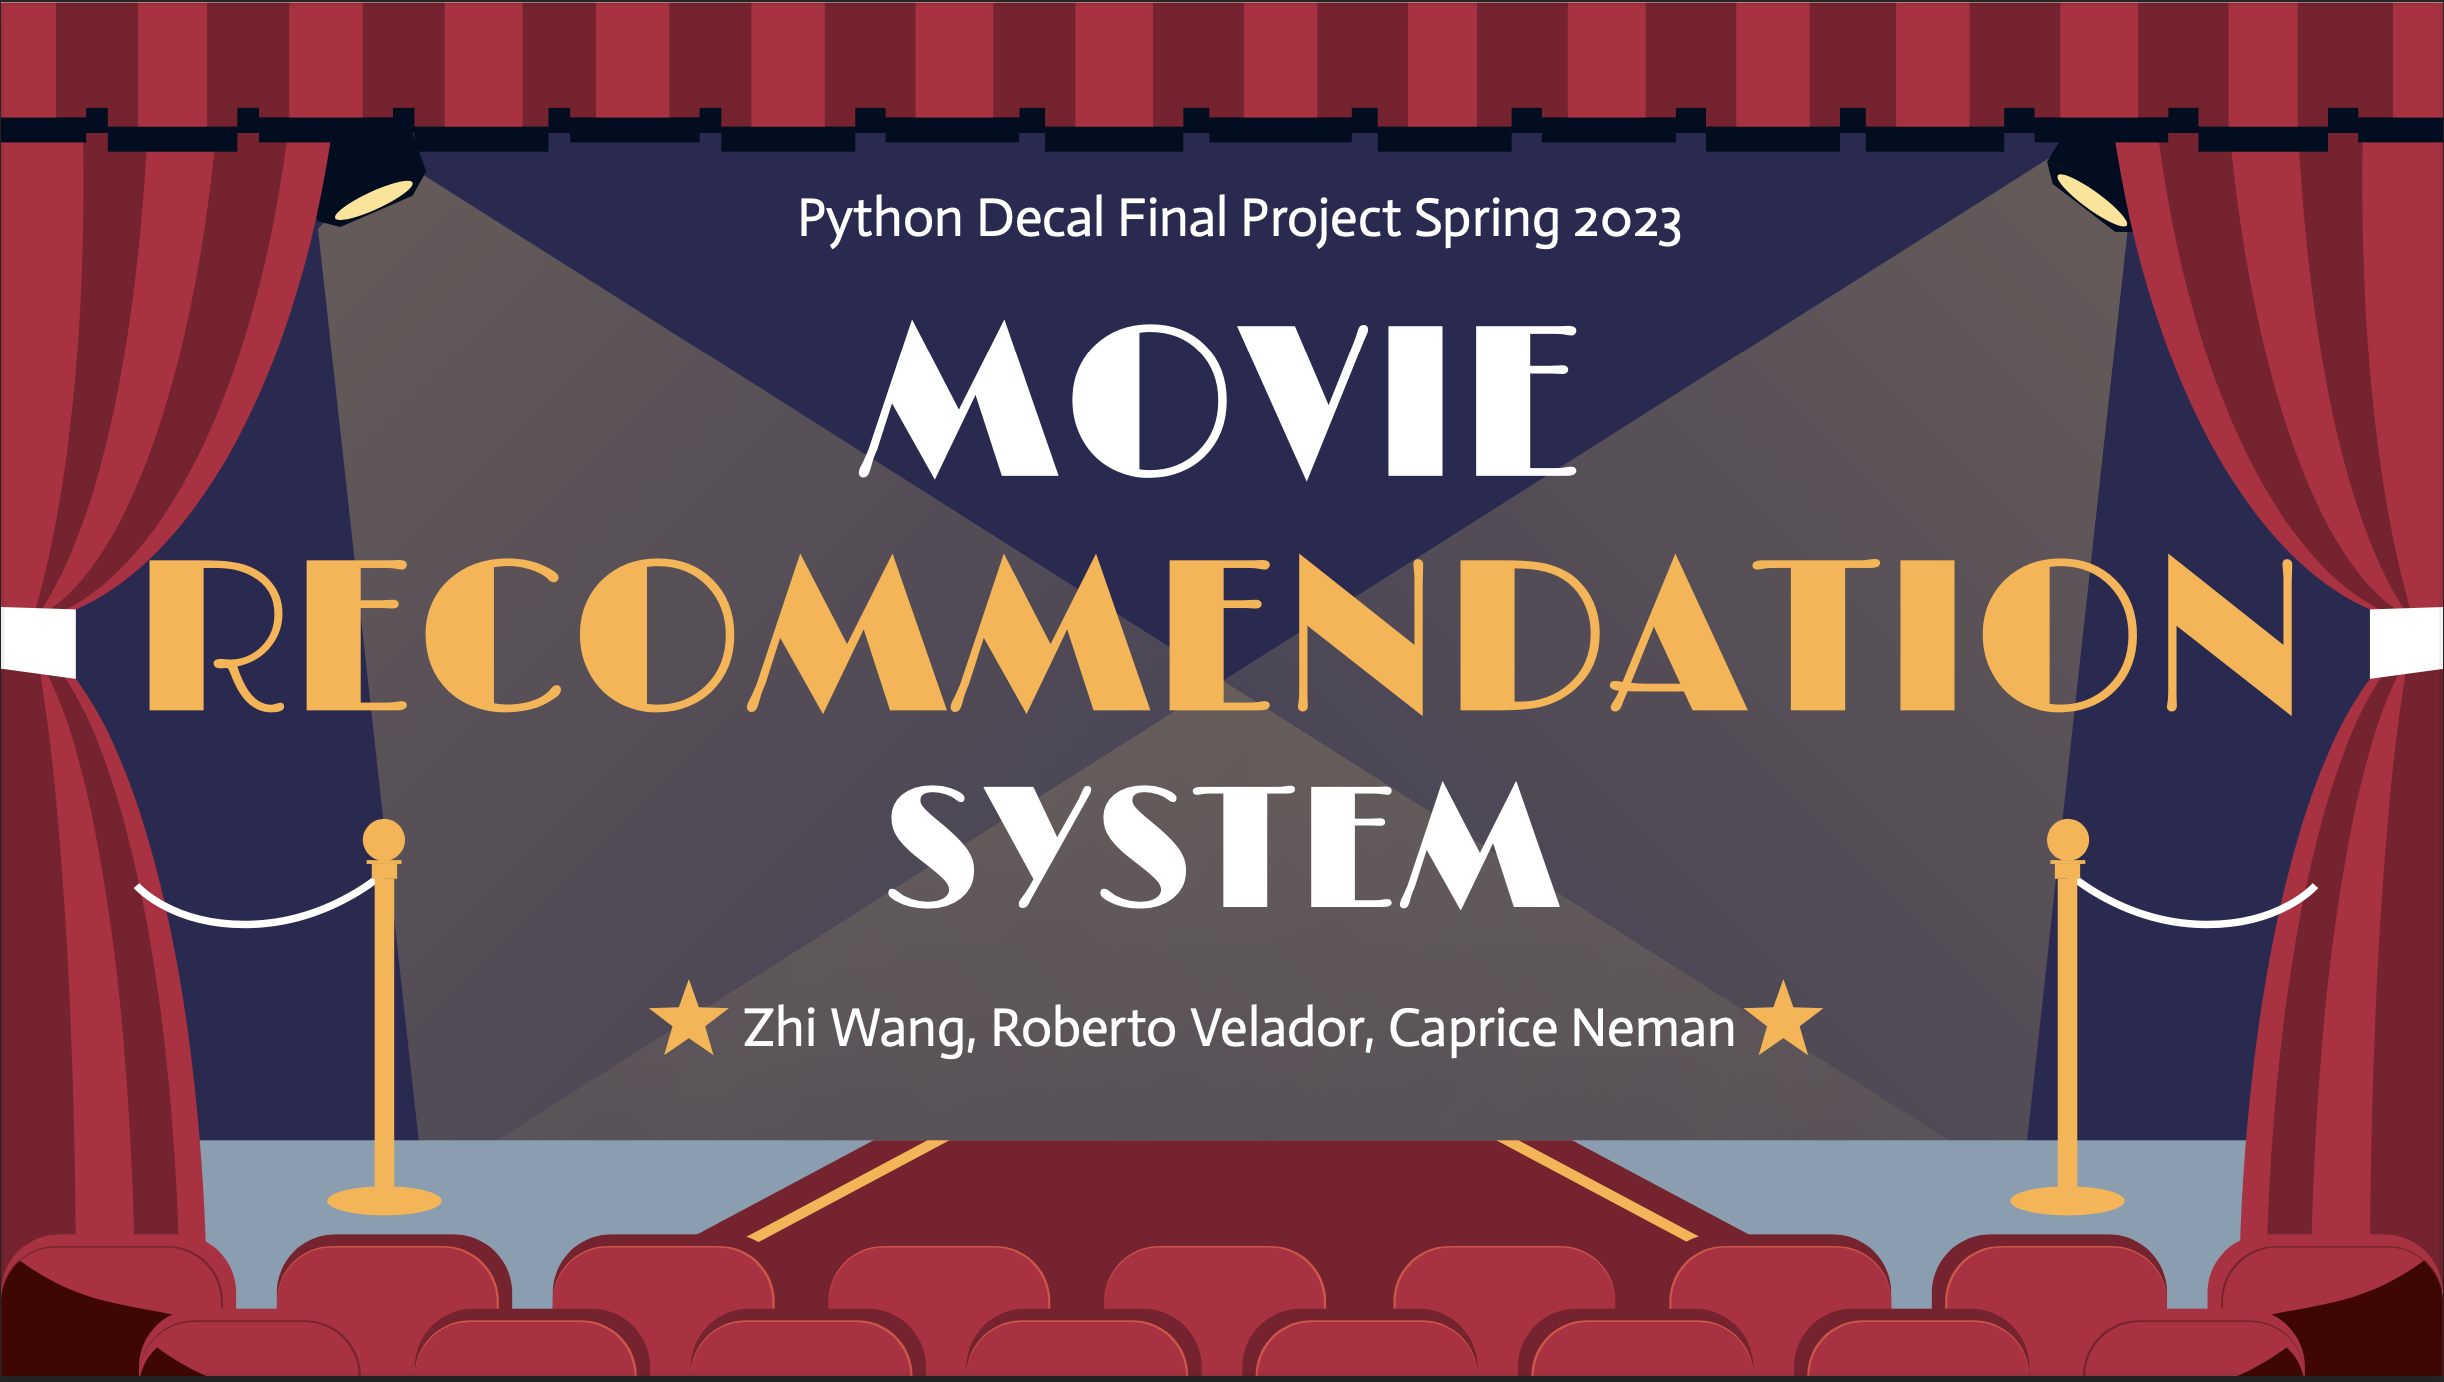 Python Decal Final Project Spring 2023
MOVIE
RECOMMENDATION
SYSTEM
Zhi Wang, Roberto Velador, Caprice Neman